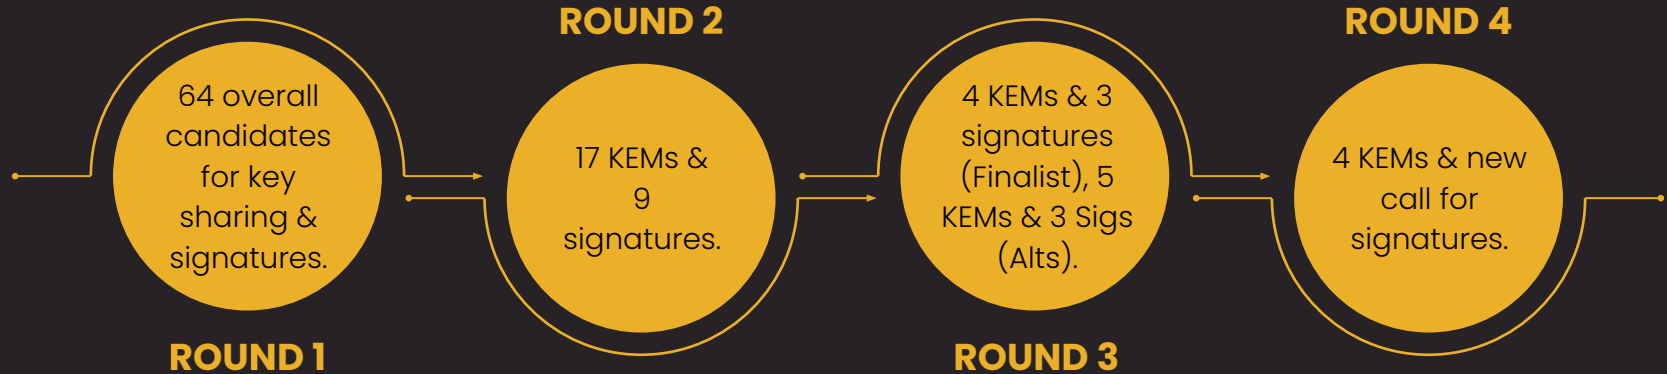 64 overall
candidates
for key
sharing &
signatures.
ROUND 1
ROUND 2
17 KEMs &
9
signatures.
4 KEMs & 3
signatures
(Finalist), 5
KEMs & 3 Sigs
(Alts).
ROUND 3
ROUND 4
4 KEMs & new
call for
signatures.